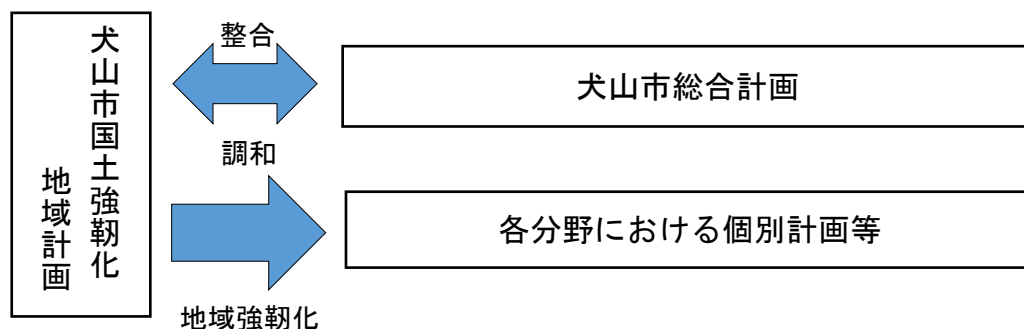 犬山市国土強靱化
地域計画
整合
調和
犬山市総合計画
地域強靱化
各分野における個別計画等